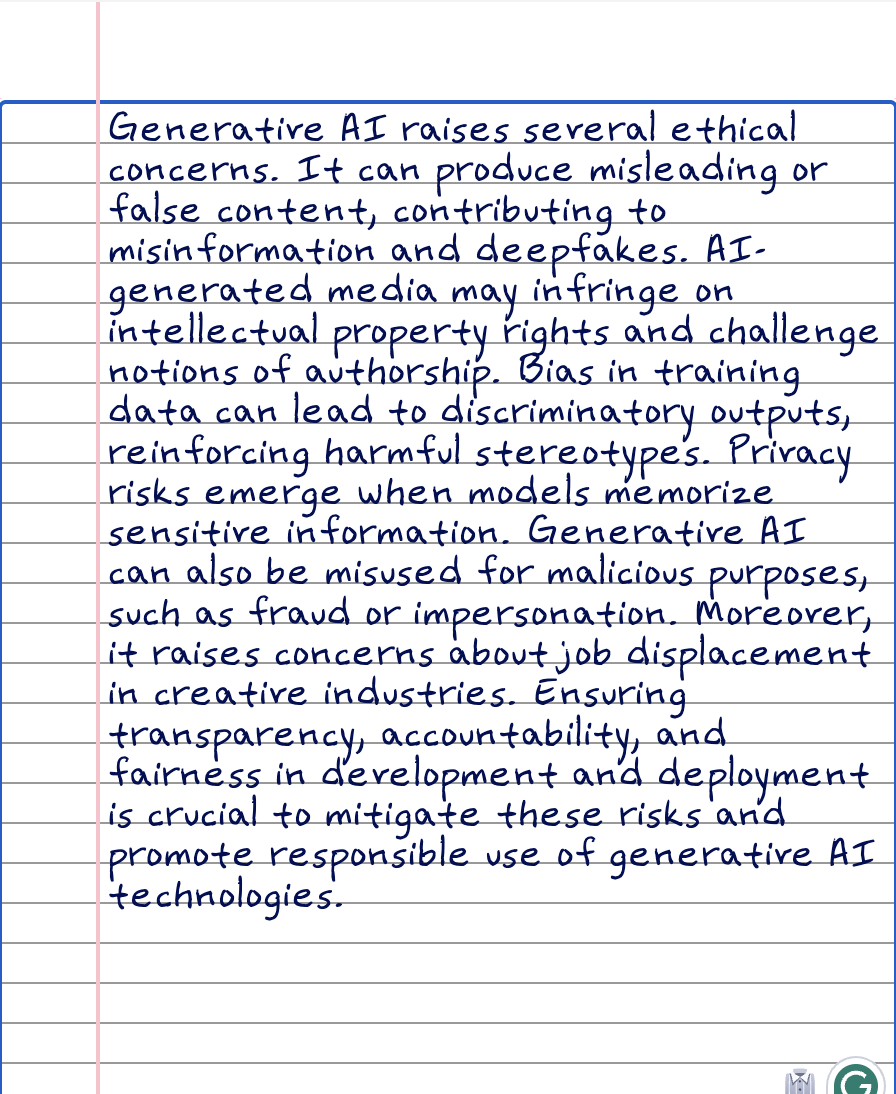 Generative AI raises several ethical
concerns. It can produce misleading or
false content, contributing to
misinformation and deepfakes. AI-
generated media may infringe on
intellectual property rights and challenge
notions of authorship. Bias in training
data can lead to discriminatory outputs,
reinforcing harmful stereotypes. Privacy
risks emerge when models memorize
sensitive information. Generative AI
can also be misused for malicious purposes,
such as fraud or impersonation. Moreover,
it raises concerns about job displacement
in creative industries. Ensuring
transparency, accountability, and
fairness in development and deployment
is crucial to mitigate these risks and
promote responsible use of generative AI
technologies.